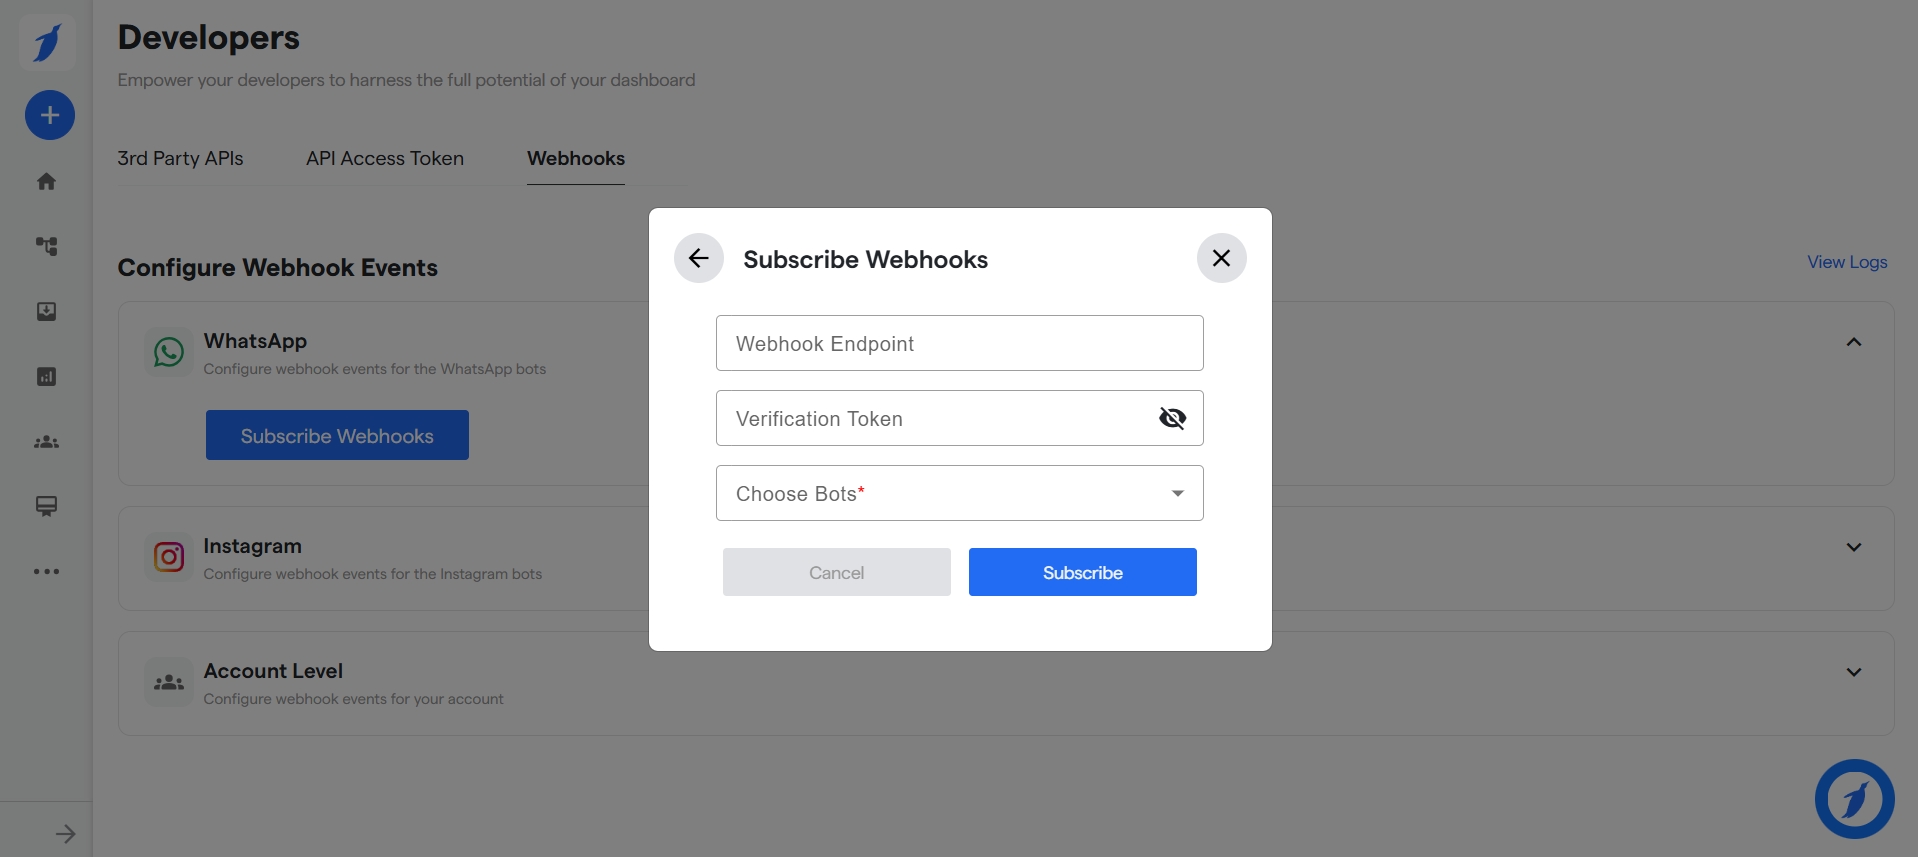 Developers
Empower your developers to harness the full potential of your dashboard
3rd Party APIs
API Access Token
Webhooks
Configure Webhook Events
View Logs
WhatsApp
Configure webhook events for the WhatsApp bots
Subscribe Webhooks
Instagram
Configure webhook events for the Instagram bots
Account Level
Configure webhook events for your account
Subscribe Webhooks
Webhook Endpoint
Verification Token
Choose Bots*
Cancel
Subscribe